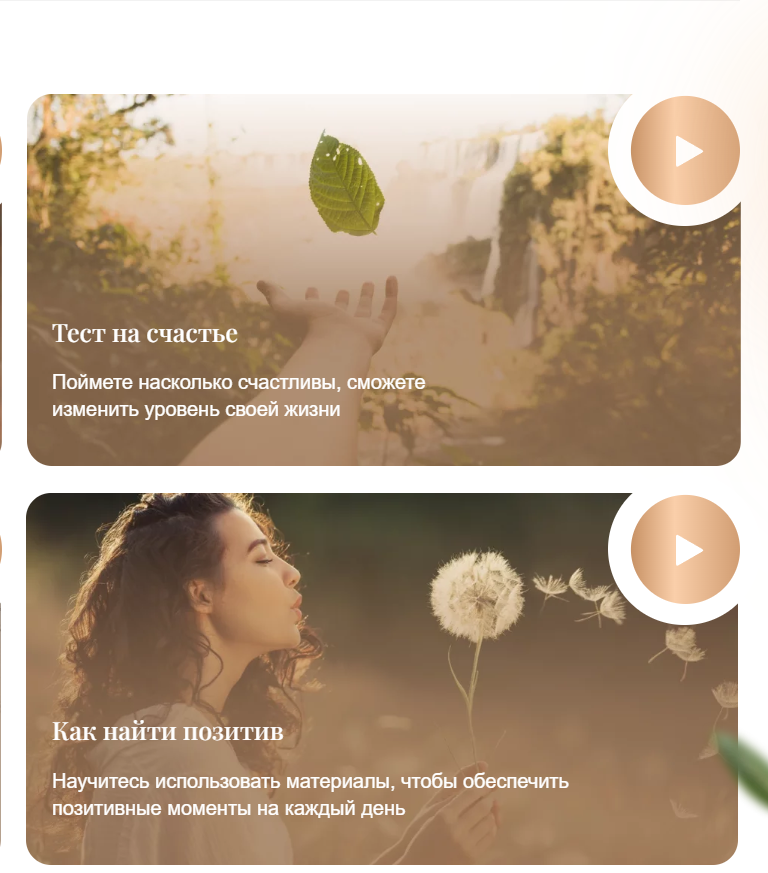 Тест на счастье
Поймете насколько счастливы, сможете
изменить уровень своей жизни
Как найти позитив
Научитесь использовать материалы, чтобы обеспечить
позитивные моменты на каждый день